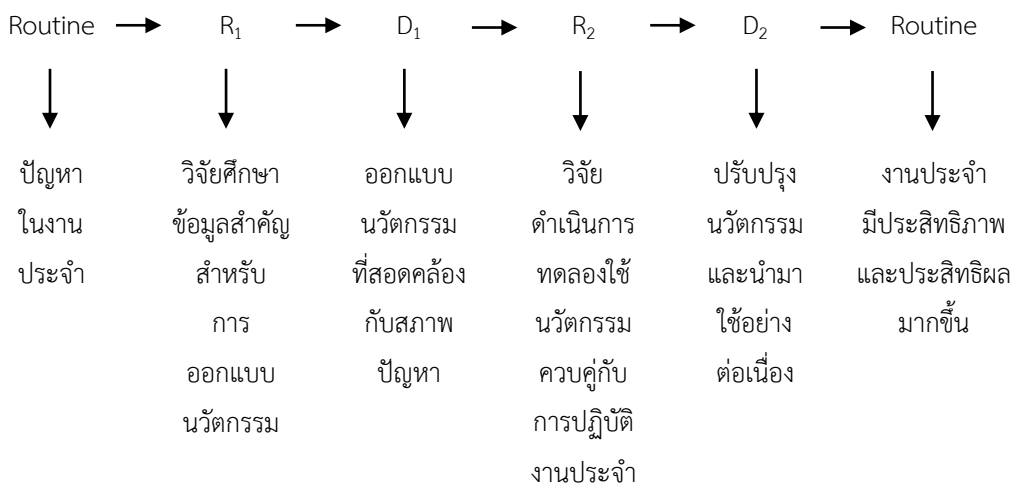 Routine → R₁ → D₁ → R₂ → D₂ → Routine
ปัญหา
ในงาน
ประจำ
วิจัยศึกษา
ข้อมูลสำคัญ
สำหรับ
การ
ออกแบบ
นวัตกรรม
ออกแบบ
นวัตกรรม
ที่สอดคล้อง
กับสภาพ
ปัญหา
วิจัย
ดำเนินการ
ทดลองใช้
นวัตกรรม
ควบคู่กับ
การปฏิบัติ
งานประจำ
ปรับปรุง
นวัตกรรม
และนำมา
ใช้อย่าง
ต่อเนื่อง
งานประจำ
มีประสิทธิภาพ
และประสิทธิผล
มากขึ้น